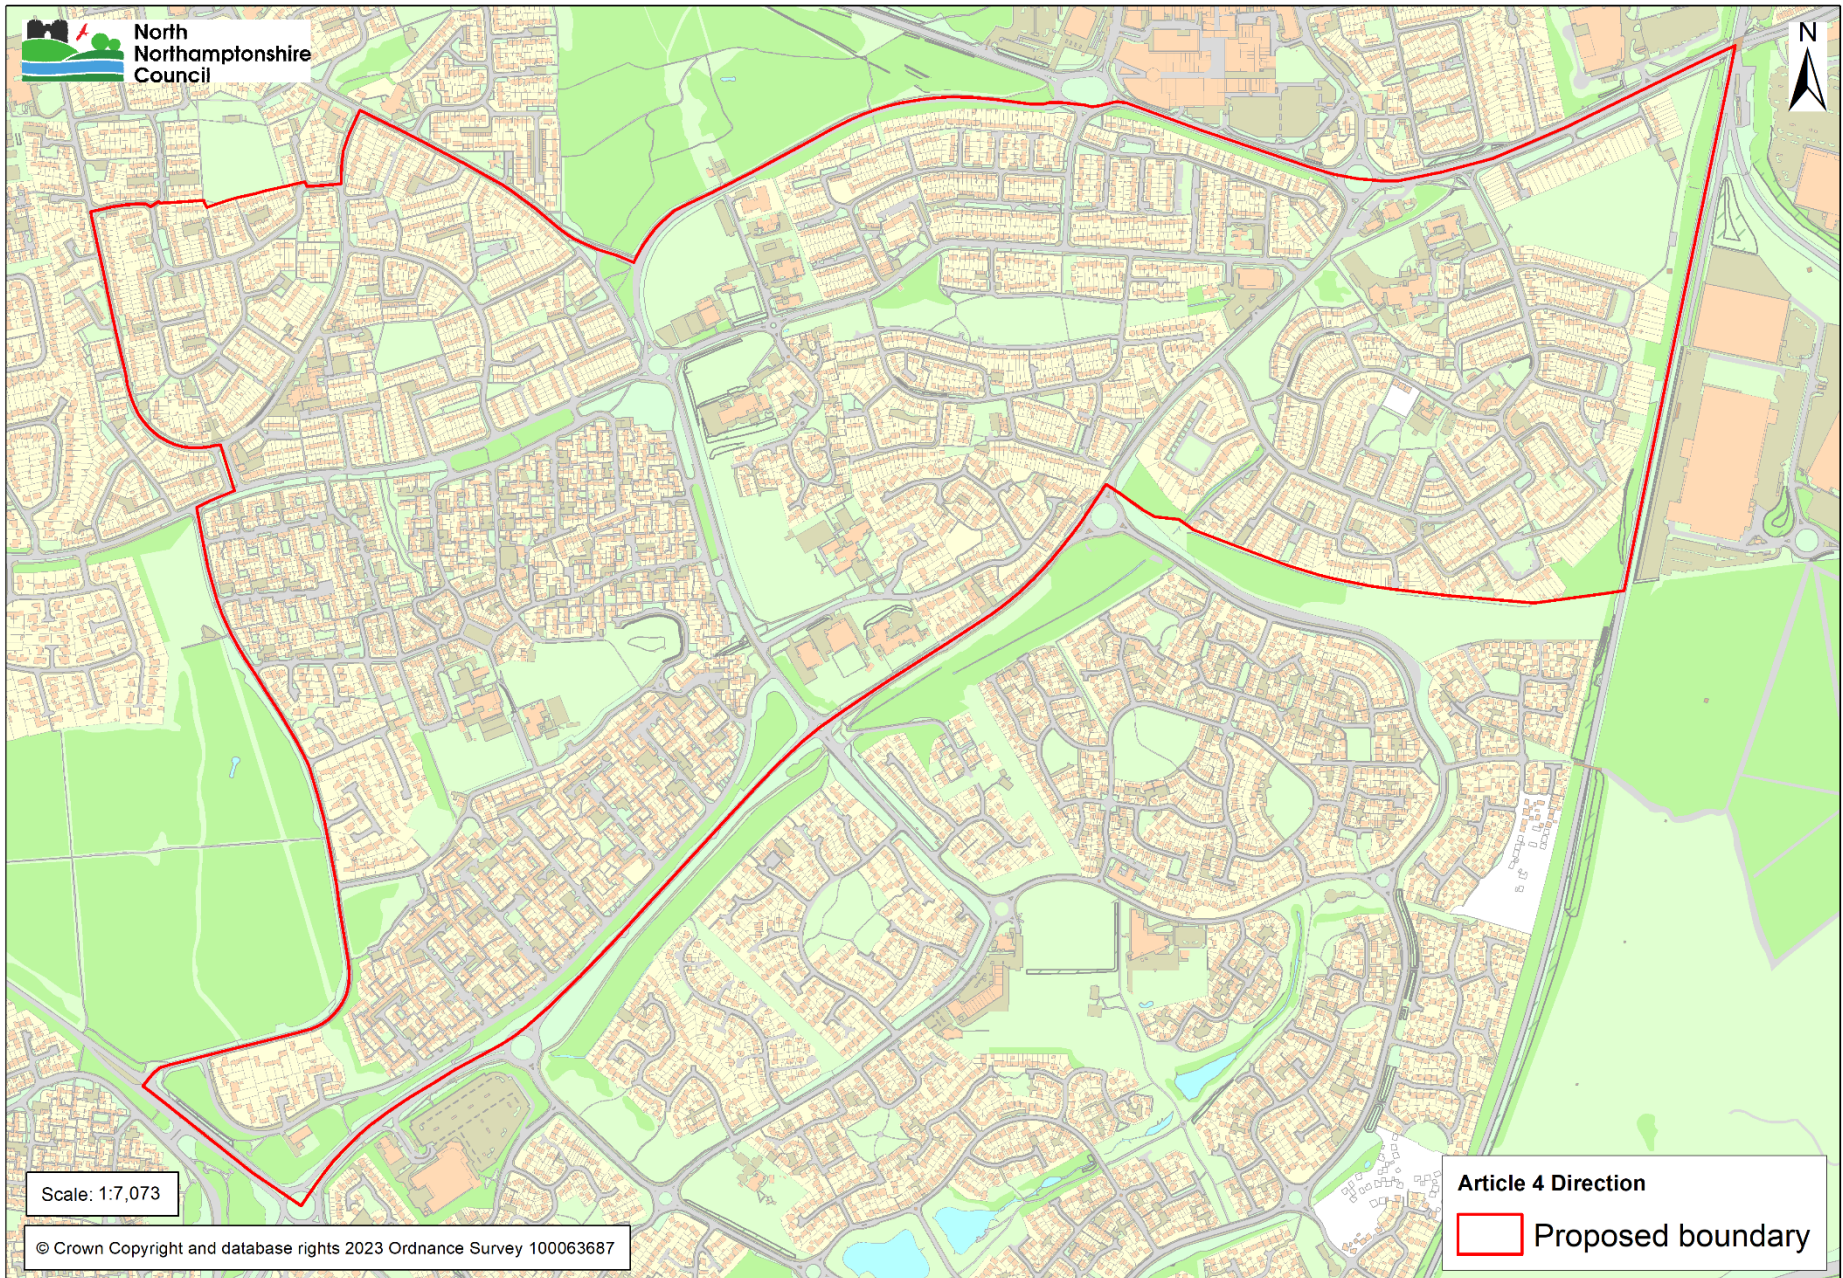 North
Northamptonshire
Council
N
Scale: 1:7,073
© Crown Copyright and database rights 2023 Ordnance Survey 100063687
Article 4 Direction
Proposed boundary